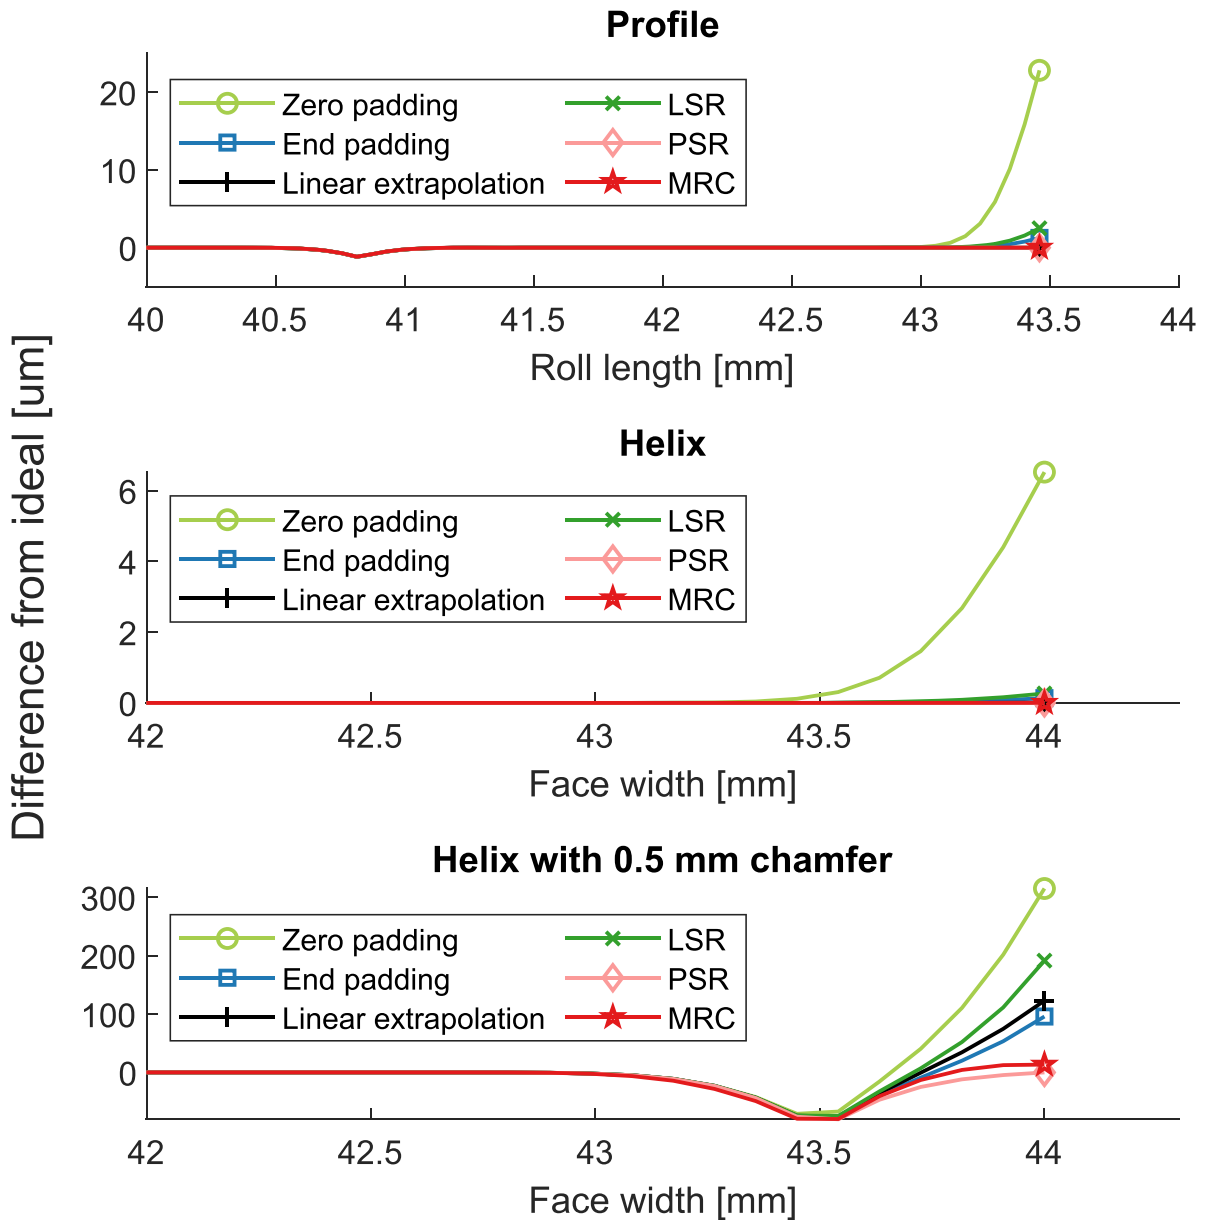 Profile
20
10
0
Zero padding
End padding
Linear extrapolation
LSR
PSR
MRC
40 40.5 41 41.5 42 42.5 43 43.5 44
Roll length [mm]
Difference from ideal [um]
Helix
6
4
2
0
Zero padding
End padding
Linear extrapolation
LSR
PSR
MRC
42 42.5 43 43.5 44
Face width [mm]
Helix with 0.5 mm chamfer
300
200
100
0
Zero padding
End padding
Linear extrapolation
LSR
PSR
MRC
42 42.5 43 43.5 44
Face width [mm]